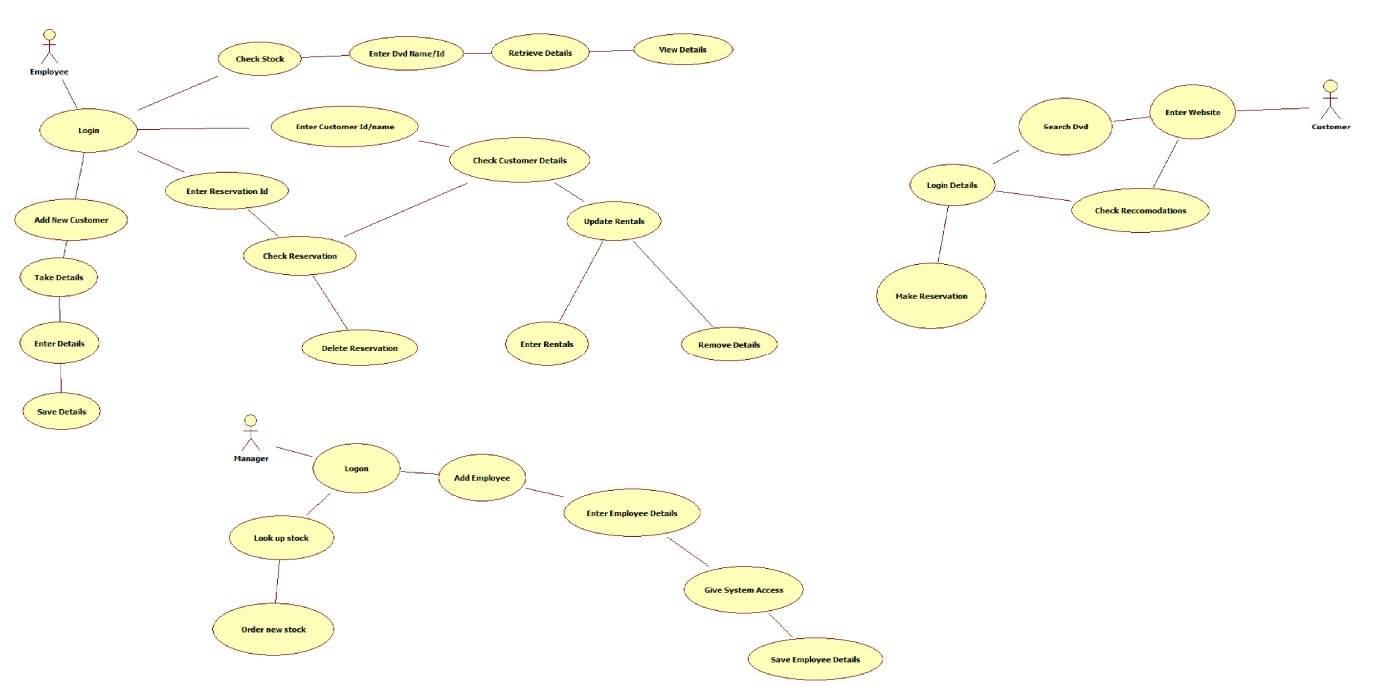 Employee
Check Stock
Enter Dvd Name/Id
Retrieve Details
View Details
Login
Enter Customer Id/name
Check Customer Details
Enter Reservation Id
Add New Customer
Update Rentals
Check Reservation
Take Details
Enter Details
Delete Reservation
Enter Rentals
Remove Details
Save Details
Customer
Enter Website
Search Dvd
Login Details
Check Reccomodations
Make Reservation
Manager
Logon
Add Employee
Enter Employee Details
Look up stock
Give System Access
Order new stock
Save Employee Details